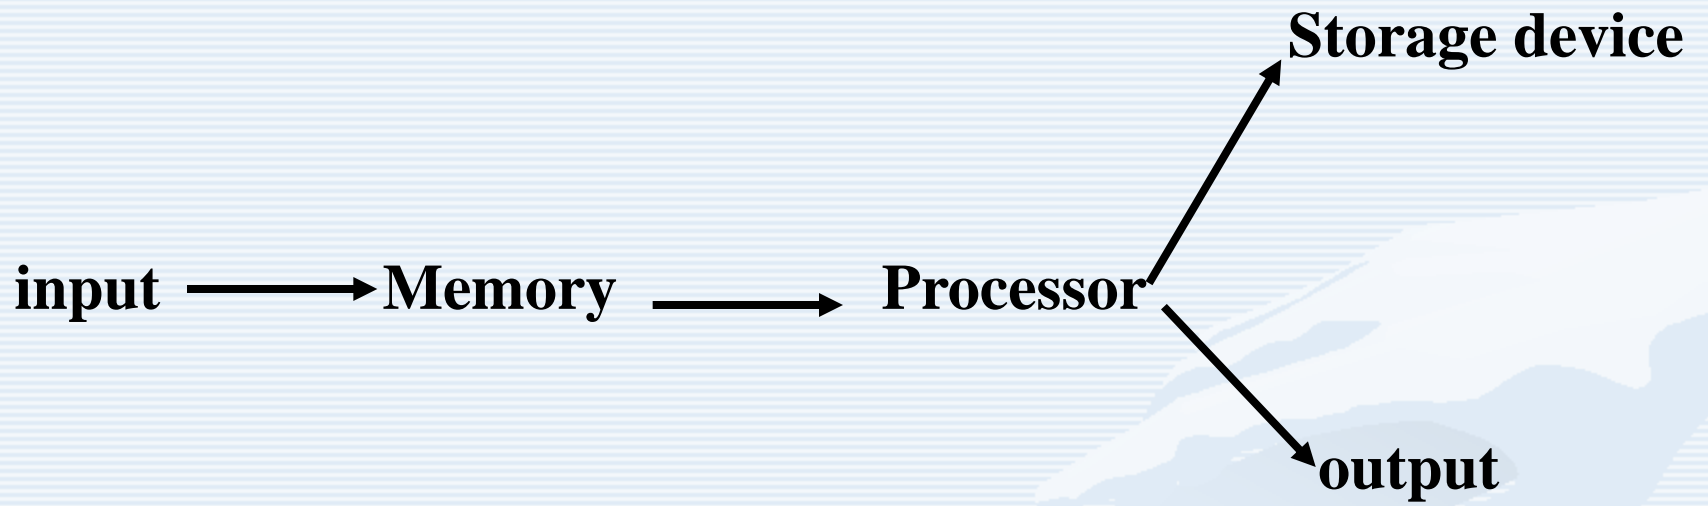 Storage device
input
Memory
Processor
output